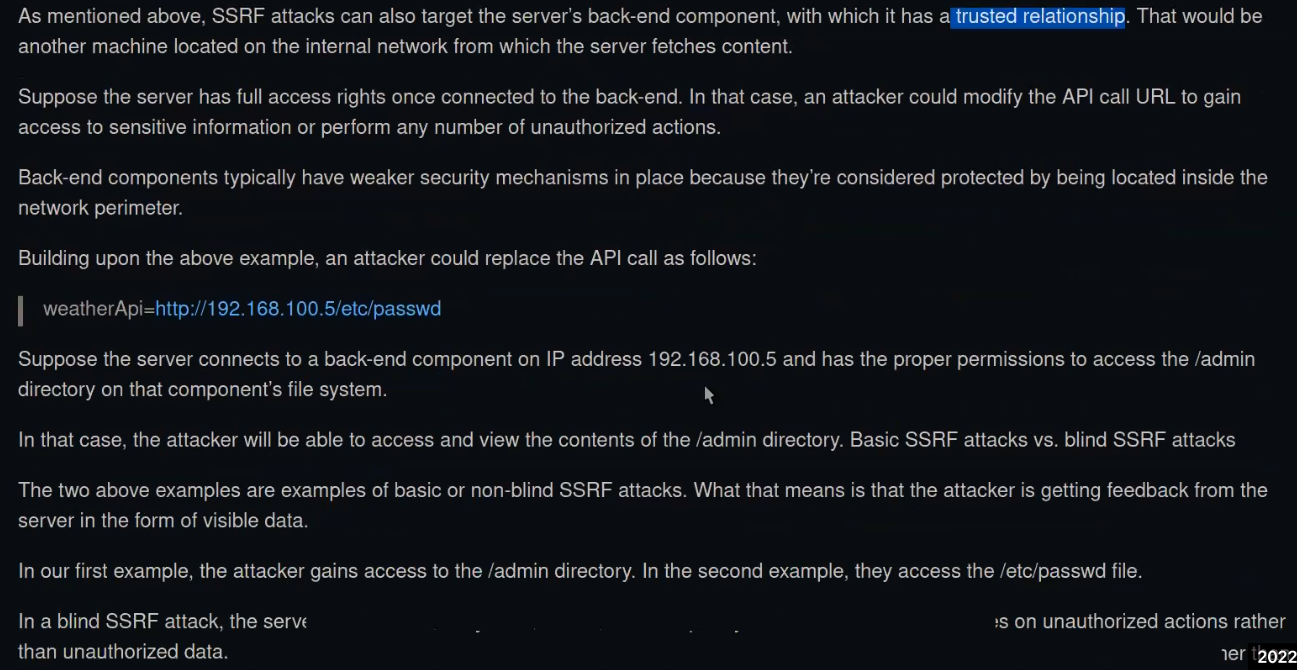 As mentioned above, SSRF attacks can also target the server's back-end component, with which it has a trusted relationship. That would be
another machine located on the internal network from which the server fetches content.
Suppose the server has full access rights once connected to the back-end. In that case, an attacker could modify the API call URL to gain
access to sensitive information or perform any number of unauthorized actions.
Back-end components typically have weaker security mechanisms in place because they're considered protected by being located inside the
network perimeter.
Building upon the above example, an attacker could replace the API call as follows:
weatherApi=http://192.168.100.5/etc/passwd
Suppose the server connects to a back-end component on IP address 192.168.100.5 and has the proper permissions to access the /admin
directory on that component's file system.
In that case, the attacker will be able to access and view the contents of the /admin directory. Basic SSRF attacks vs. blind SSRF attacks
The two above examples are examples of basic or non-blind SSRF attacks. What that means is that the attacker is getting feedback from the
server in the form of visible data.
In our first example, the attacker gains access to the /admin directory. In the second example, they access the /etc/passwd file.
In a blind SSRF attack, the on unauthorized actions rather
than unauthorized data.
2022